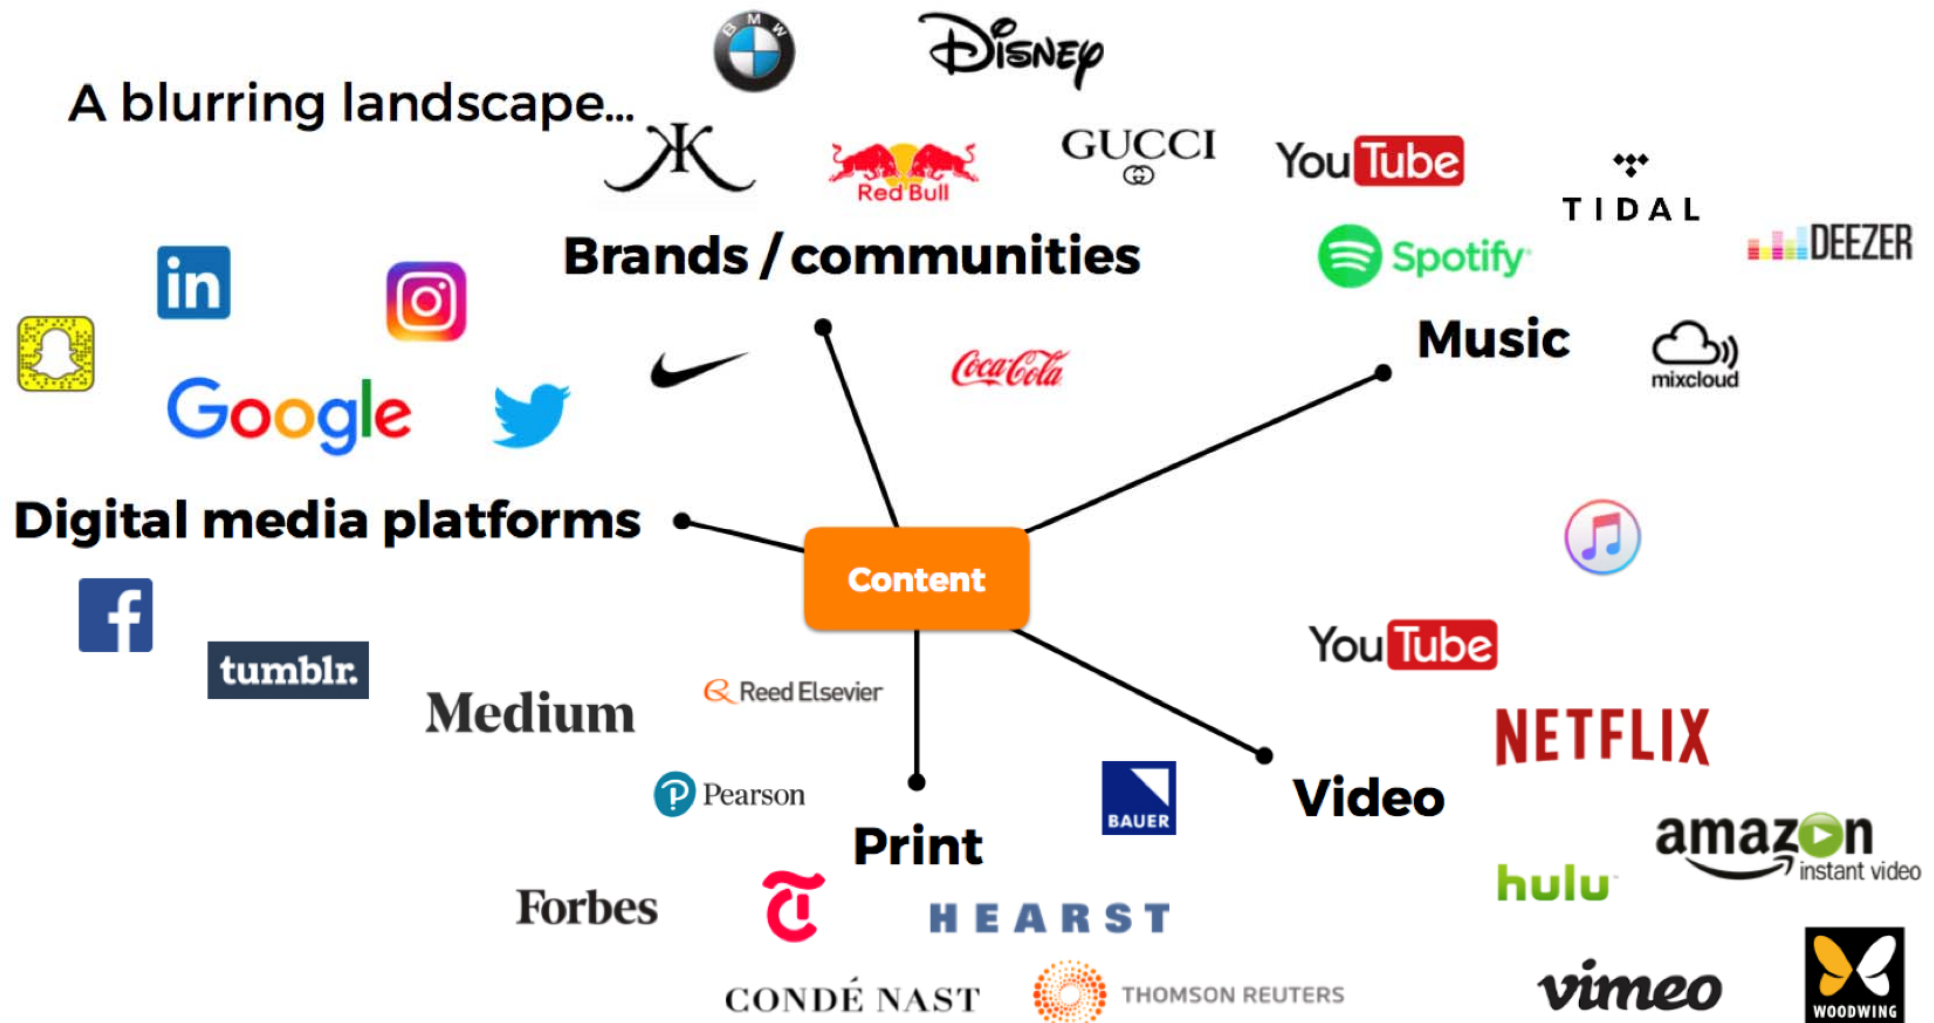 BMW
Disney
A blurring landscape...
GUCCI
Red Bull
YouTube
TIDAL
Brands / communities
Spotify
DEEZER
in
Music
mixcloud
Coca-Cola
Google
Digital media platforms
Content
f
tumblr.
YouTube
Medium
Reed Elsevier
NETFLIX
Pearson
BAUER
Video
Print
amazon
instant video
hulu
Forbes
HEARST
CONDÉ NAST
THOMSON REUTERS
vimeo
WOODWING